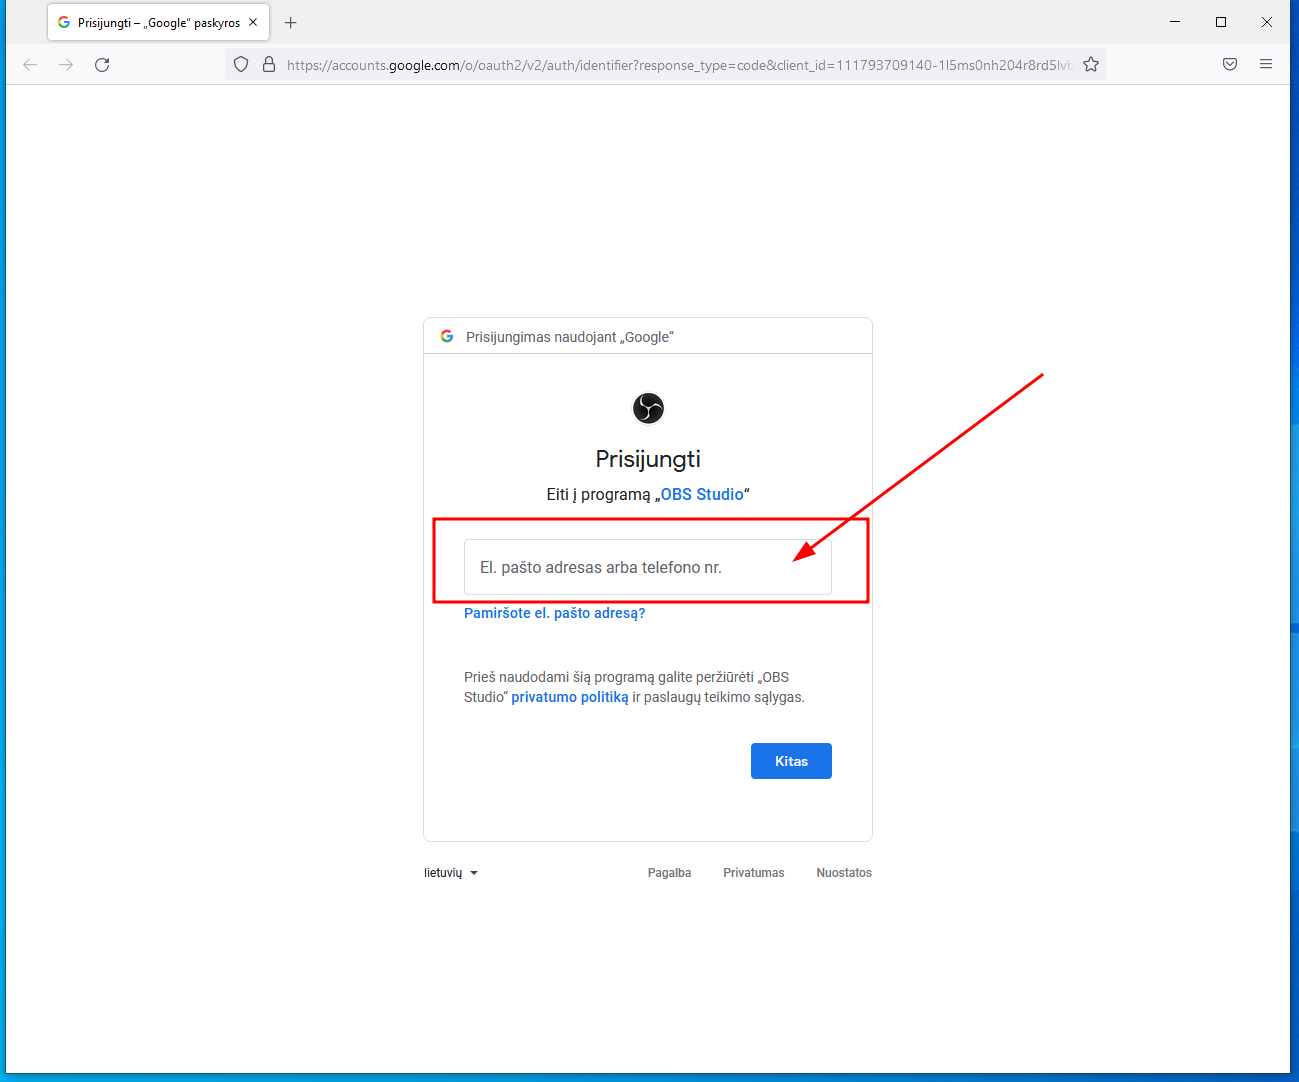 Prisijungti – „Google“ paskyros
https://accounts.google.com/o/oauth2/v2/auth/identifier?response_type=code&client_id=111793709140-1l5ms0nh204r8rd5lvb
Prisijungimas naudojant „Google“
Prisijungti
Eiti į programą „OBS Studio“
El. pašto adresas arba telefono nr.
Pamiršote el. pašto adresą?
Prieš naudodami šią programą galite peržiūrėti „OBS
Studio“ privatumo politiką ir paslaugų teikimo sąlygas.
Kitas
lietuvių
Pagalba
Privatumas
Nuostatos